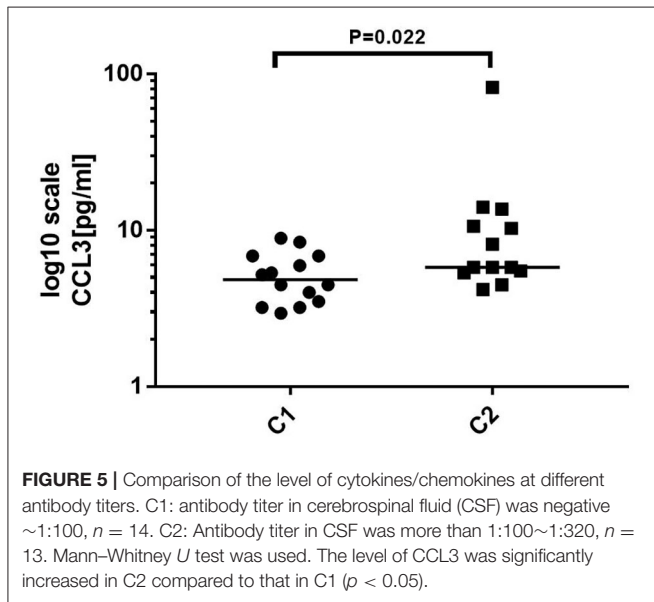 P=0.022
100
10
1
log10 scale
CCL3[pg/ml]
C1
C2
FIGURE 5 | Comparison of the level of cytokines/chemokines at different
antibody titers. C1: antibody titer in cerebrospinal fluid (CSF) was negative
~1:100, n = 14. C2: Antibody titer in CSF was more than 1:100~1:320, n =
13. Mann–Whitney U test was used. The level of CCL3 was significantly
increased in C2 compared to that in C1 (p < 0.05).